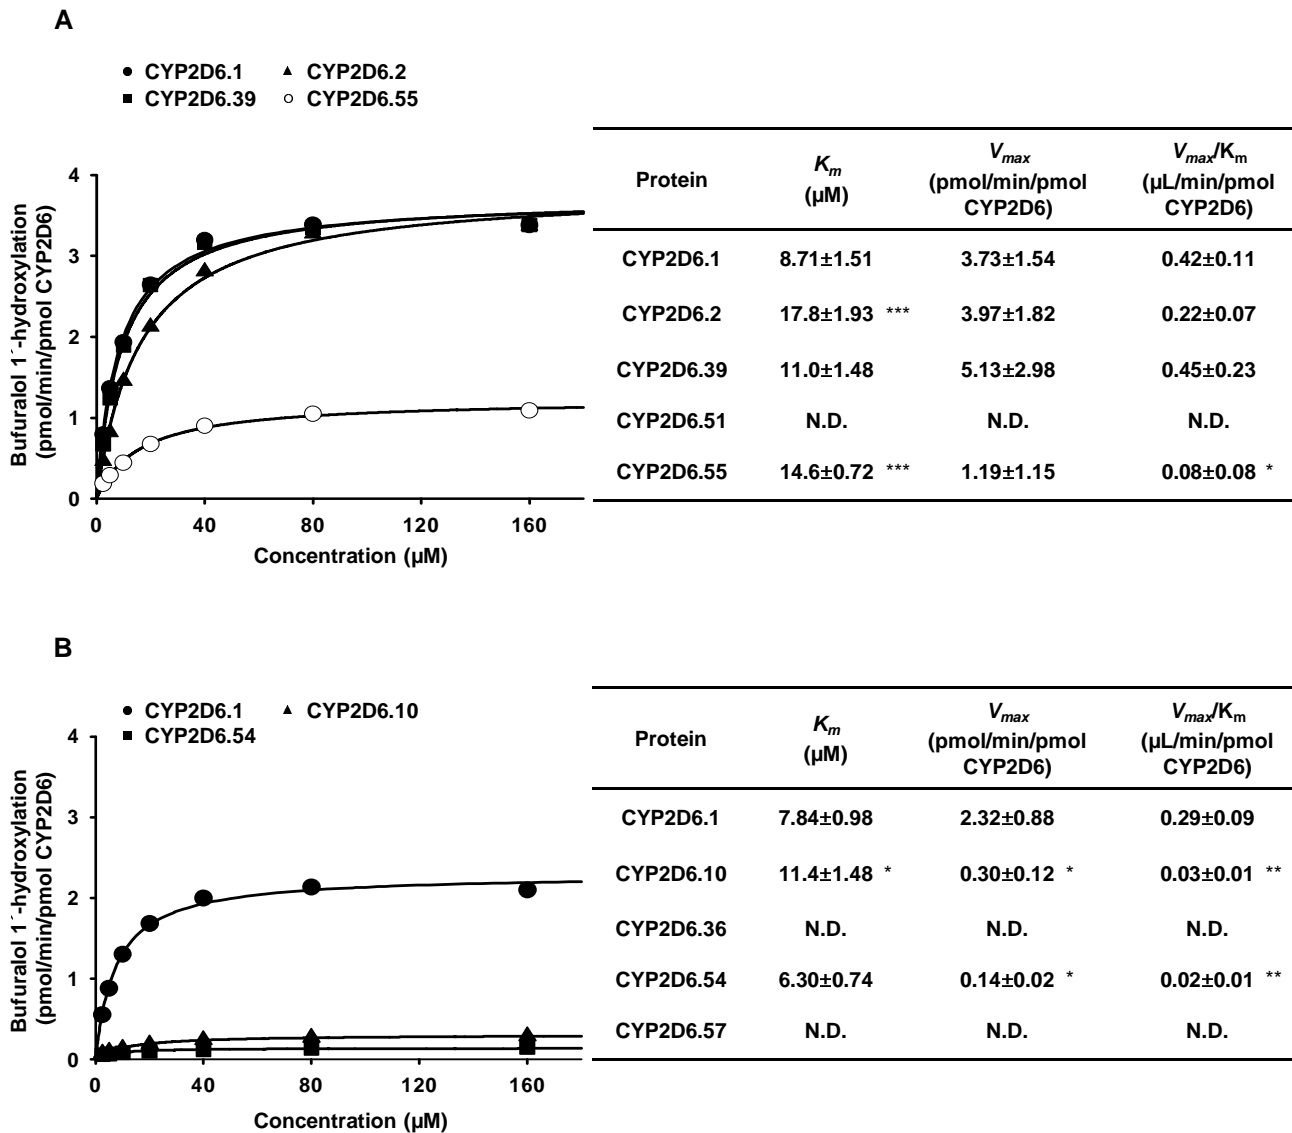 A
CYP2D6.1 CYP2D6.2
CYP2D6.39 CYP2D6.55
Bufuralol 1´-hydroxylation
(pmol/min/pmol CYP2D6)
4
3
2
1
0
0 40 80 120 160
Concentration (µM)
Protein Km (µM) Vmax (pmol/min/pmol CYP2D6) Vmax/Km (µL/min/pmol CYP2D6)
CYP2D6.1 8.71±1.51 3.73±1.54 0.42±0.11
CYP2D6.2 17.8±1.93 *** 3.97±1.82 0.22±0.07
CYP2D6.39 11.0±1.48 5.13±2.98 0.45±0.23
CYP2D6.51 N.D. N.D. N.D.
CYP2D6.55 14.6±0.72 *** 1.19±1.15 0.08±0.08 *
B
CYP2D6.1 CYP2D6.10
CYP2D6.54
Bufuralol 1´-hydroxylation
(pmol/min/pmol CYP2D6)
4
3
2
1
0
0 40 80 120 160
Concentration (µM)
Protein Km (µM) Vmax (pmol/min/pmol CYP2D6) Vmax/Km (µL/min/pmol CYP2D6)
CYP2D6.1 7.84±0.98 2.32±0.88 0.29±0.09
CYP2D6.10 11.4±1.48 * 0.30±0.12 * 0.03±0.01 **
CYP2D6.36 N.D. N.D. N.D.
CYP2D6.54 6.30±0.74 0.14±0.02 * 0.02±0.01 **
CYP2D6.57 N.D. N.D. N.D.